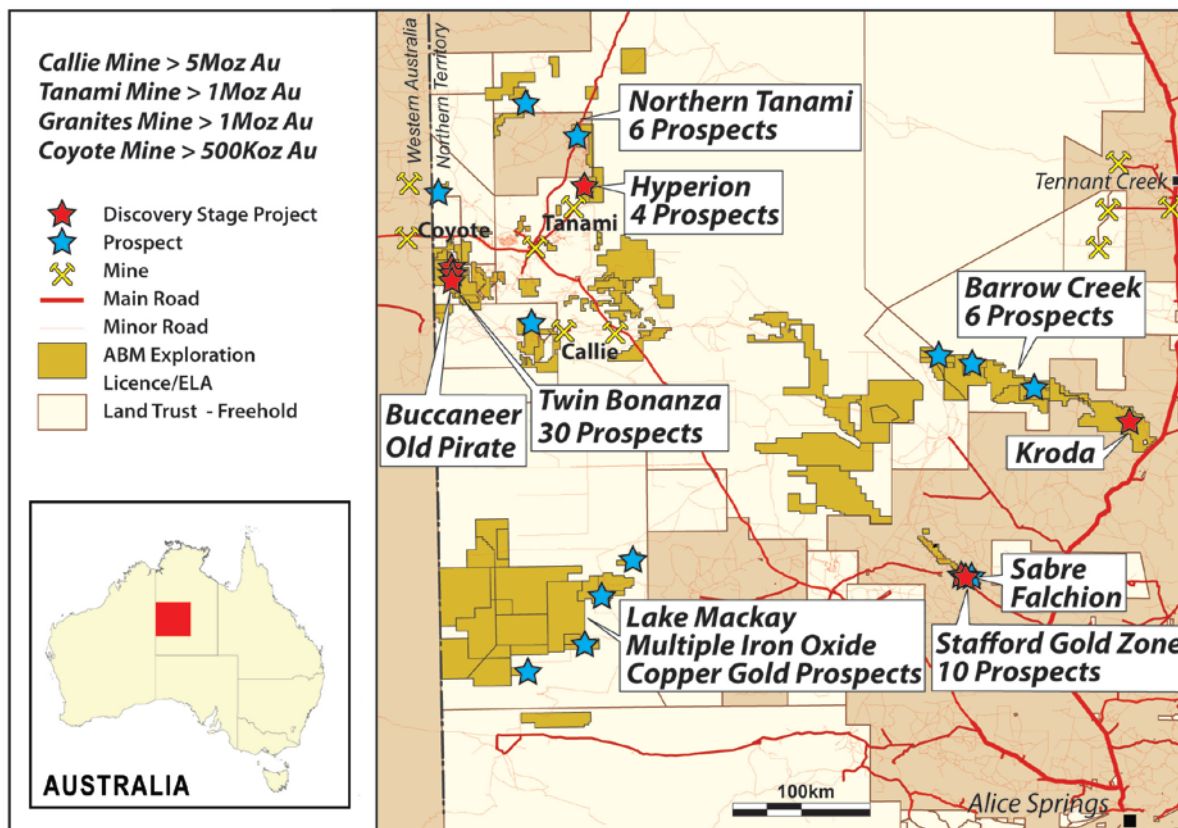 Callie Mine > 5Moz Au
Tanami Mine > 1Moz Au
Granites Mine > 1Moz Au
Coyote Mine > 500Koz Au
Discovery Stage Project
Prospect
Mine
Main Road
Minor Road
ABM Exploration
Licence/ELA
Land Trust - Freehold
AUSTRALIA
Western Australia
Northern Territory
Northern Tanami
6 Prospects
Hyperion
4 Prospects
Tennant Creek
Coyote
Tanami
Callie
Barrow Creek
6 Prospects
Buccaneer
Old Pirate
Twin Bonanza
30 Prospects
Kroda
Sabre
Falchion
Lake Mackay
Multiple Iron Oxide
Copper Gold Prospects
Stafford Gold Zone
10 Prospects
100km
Alice Springs